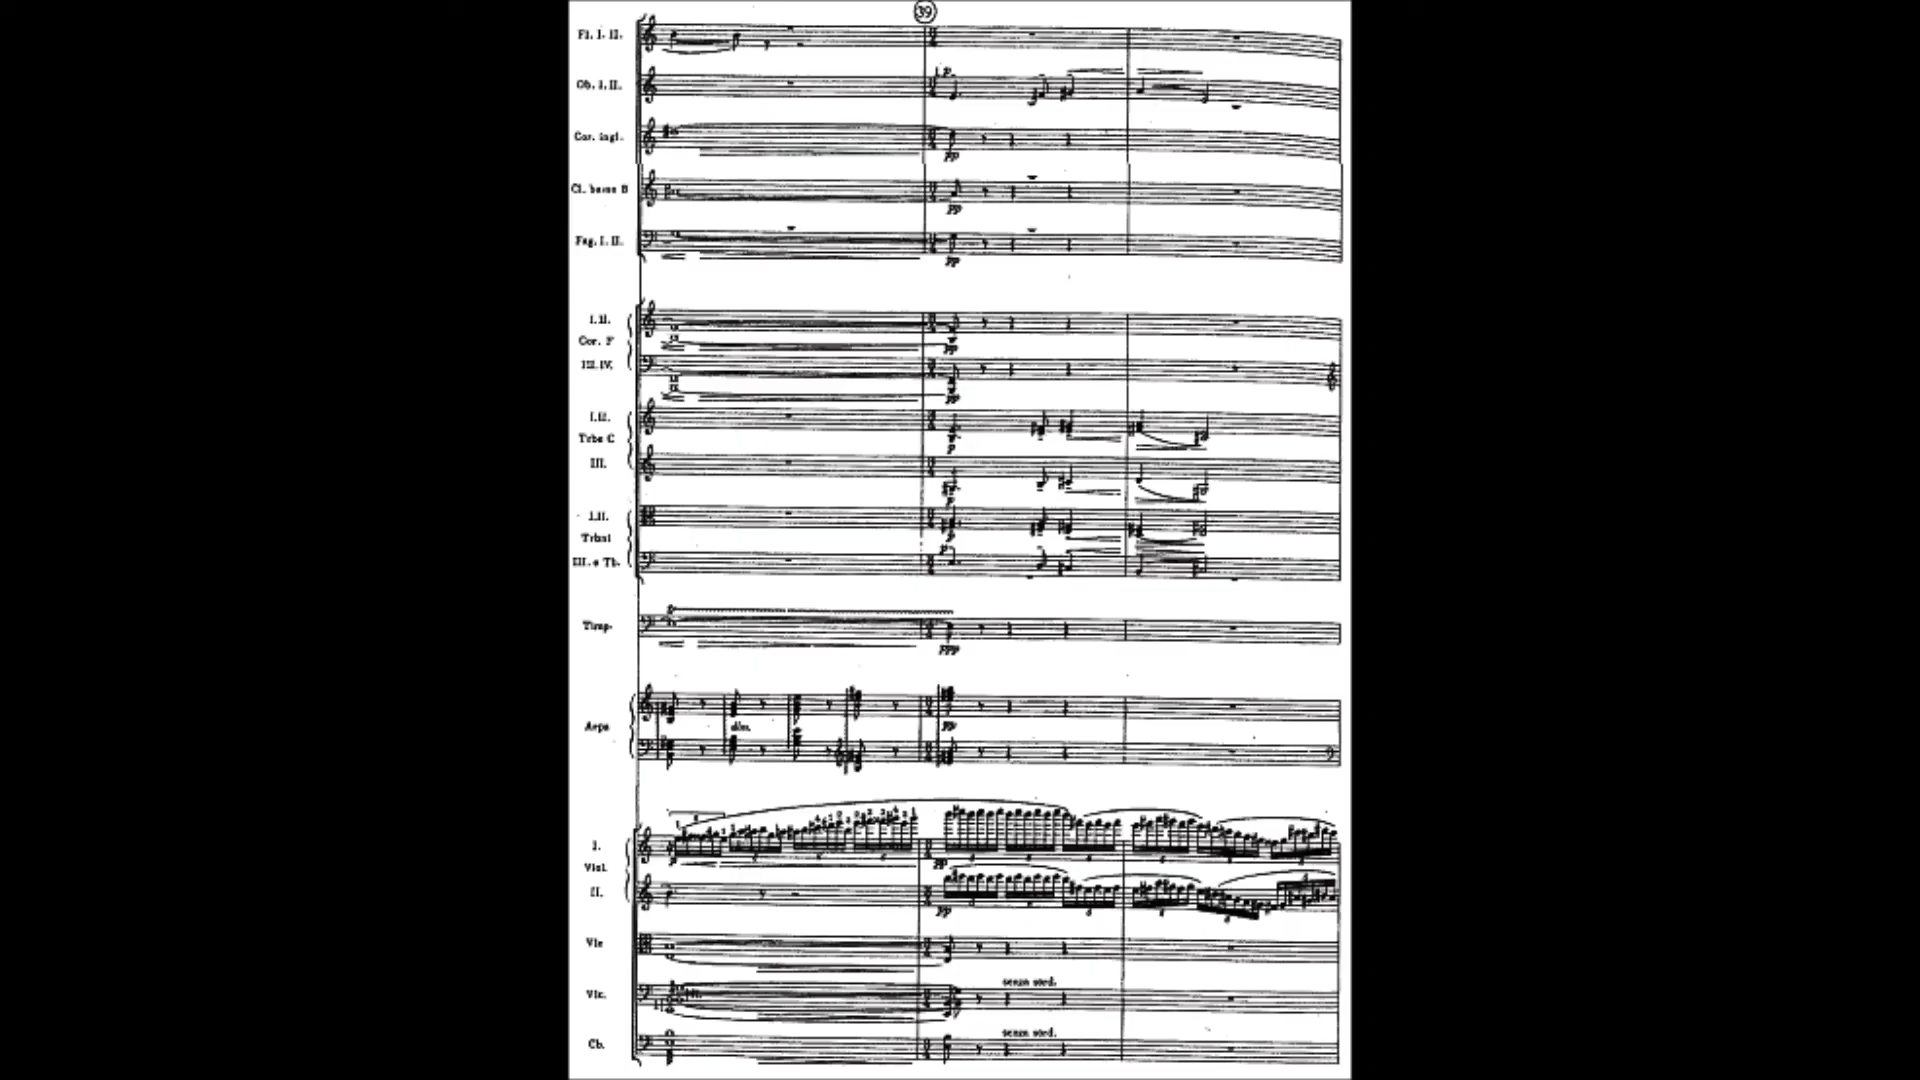 39
Fl. I. II.
Ob. I. II.
I. p
Cor. ingl.
pp
Cl. basso B
pp
Fag. I. II.
pp
I. II.
Cor. F
pp
III. IV.
pp
I. II.
Trbe C
p
III.
p
I. II.
Trbni
p
p
III. e Tb.
Timp.
ppp
Arpa
dim.
pp
I.
p
pp
Viol.
II.
pp
Vle
Vlc.
senza sord.
senza sord.
Cb.